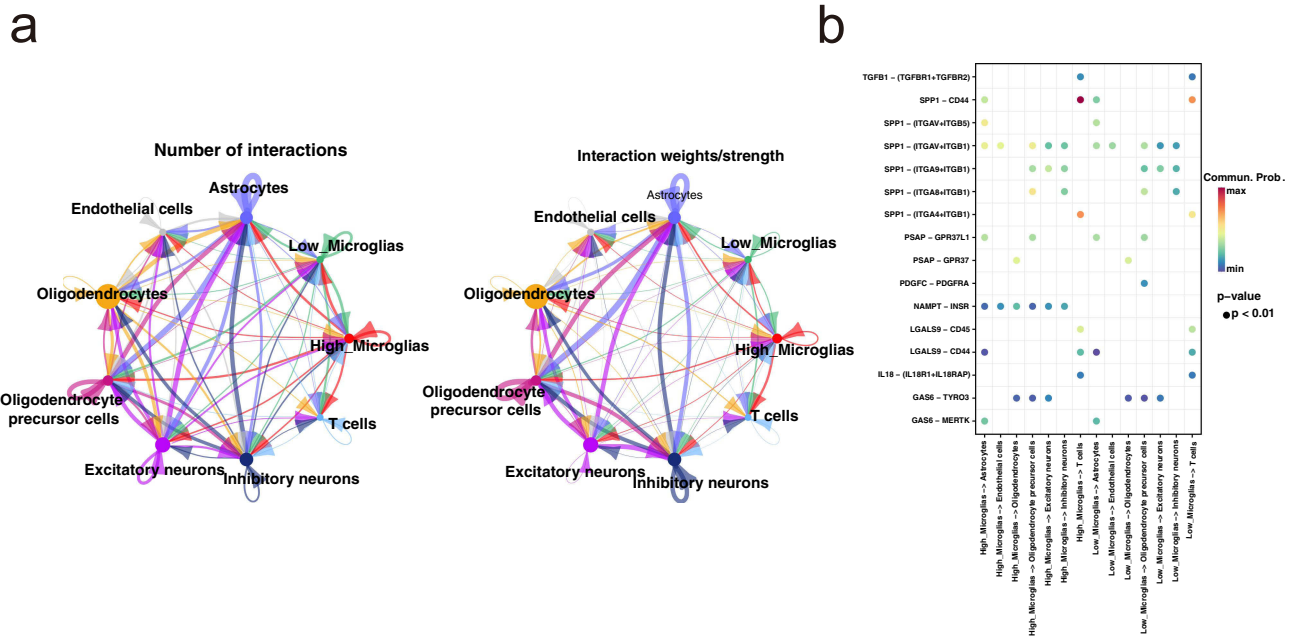 a
b
Number of interactions
Astrocytes
Endothelial cells
Low_Microglias
Oligodendrocytes
High_Microglias
Oligodendrocyte
precursor cells
T cells
Excitatory neurons
Inhibitory neurons
Interaction weights/strength
Astrocytes
Endothelial cells
Low_Microglias
Oligodendrocytes
High_Microglias
Oligodendrocyte
precursor cells
T cells
Excitatory neurons
Inhibitory neurons
TGFB1 − (TGFBR1+TGFBR2)
SPP1 − CD44
SPP1 − (ITGAV+ITGB5)
SPP1 − (ITGAV+ITGB1)
SPP1 − (ITGA9+ITGB1)
SPP1 − (ITGA8+ITGB1)
SPP1 − (ITGA4+ITGB1)
PSAP − GPR37L1
PSAP − GPR37
PDGFC − PDGFRA
NAMPT − INSR
LGALS9 − CD45
LGALS9 − CD44
IL18 − (IL18R1+IL18RAP)
GAS6 − TYRO3
GAS6 − MERTK
High_Microglias −> Astrocytes
High_Microglias −> Endothelial cells
High_Microglias −> Oligodendrocytes
High_Microglias −> Oligodendrocyte precursor cells
High_Microglias −> Excitatory neurons
High_Microglias −> Inhibitory neurons
High_Microglias −> T cells
Low_Microglias −> Astrocytes
Low_Microglias −> Endothelial cells
Low_Microglias −> Oligodendrocytes
Low_Microglias −> Oligodendrocyte precursor cells
Low_Microglias −> Excitatory neurons
Low_Microglias −> Inhibitory neurons
Low_Microglias −> T cells
Commun. Prob.
max
min
p−value
p < 0.01